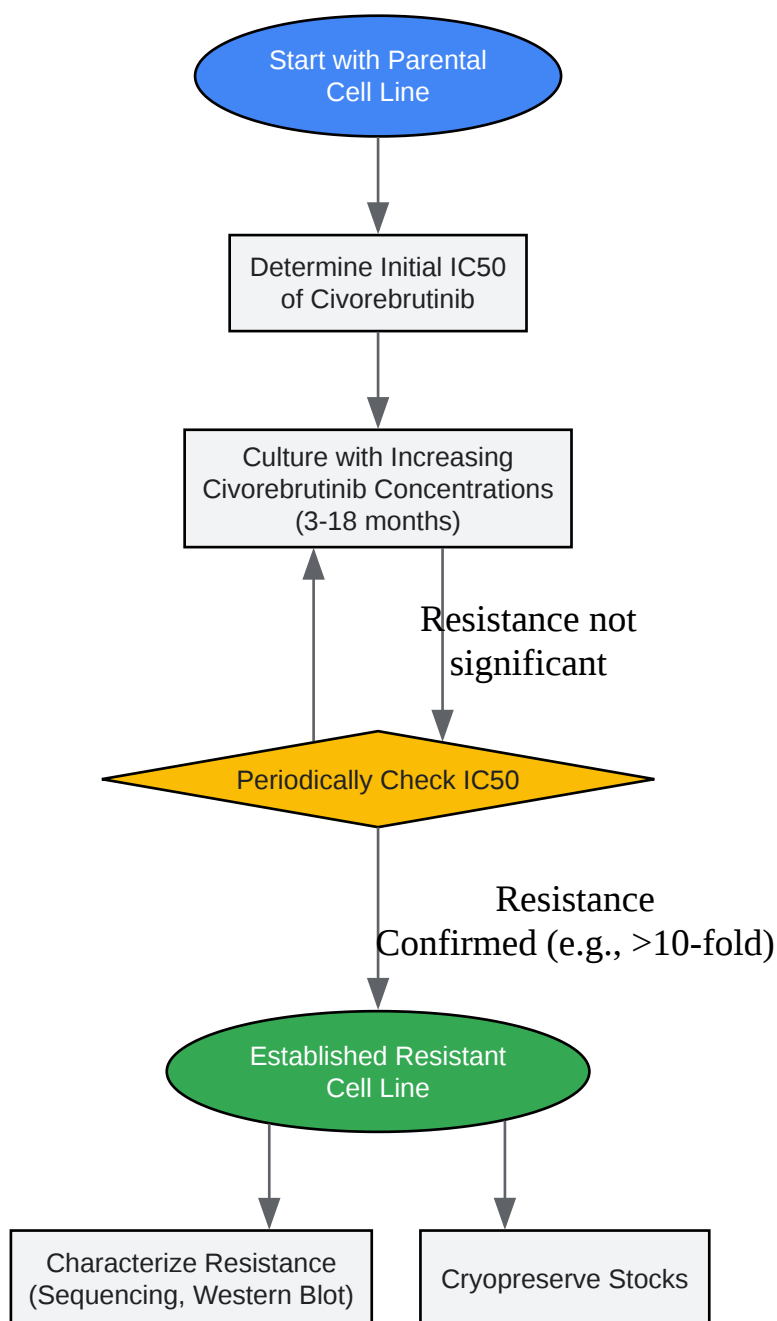 Start with Parental
Cell Line
Determine Initial IC50
of Civorebrutinib
Culture with Increasing
Civorebrutinib Concentrations
(3-18 months)
Resistance not
significant
Periodically Check IC50
Resistance
Confirmed (e.g., >10-fold)
Established Resistant
Cell Line
Characterize Resistance
(Sequencing, Western Blot)
Cryopreserve Stocks